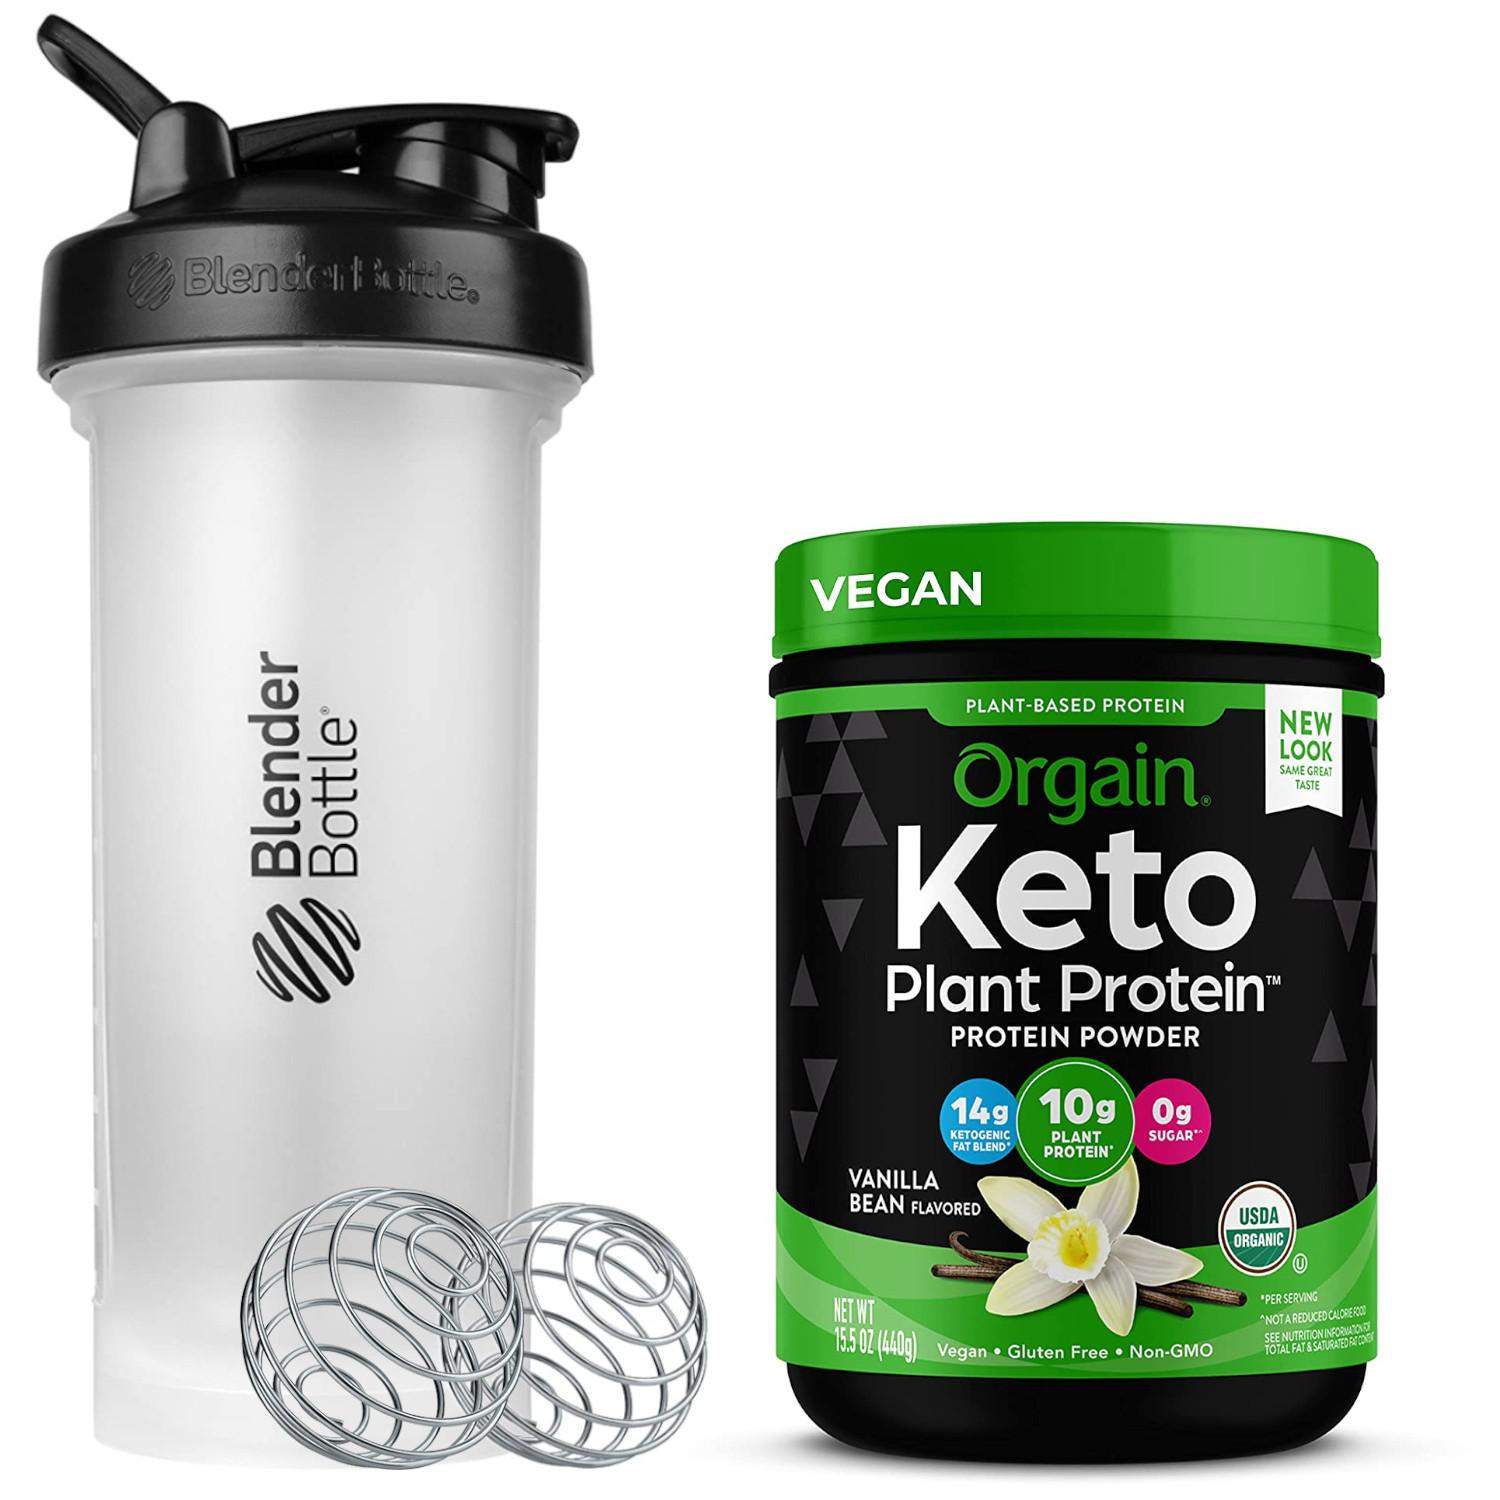 BlenderBottle®
Blender
Bottle®
VEGAN
PLANT-BASED PROTEIN
NEW
LOOK
SAME GREAT
TASTE
Orgain®
Keto
Plant Protein™
PROTEIN POWDER
14g
KETOGENIC
FAT BLEND*
10g
PLANT
PROTEIN*
0g
SUGAR*^
VANILLA
BEAN FLAVORED
USDA
ORGANIC
U
*PER SERVING
^NOT A REDUCED CALORIE FOOD
SEE NUTRITION INFORMATION FOR
TOTAL FAT & SATURATED FAT CONTENT
NET WT
15.5 OZ (440g)
Vegan • Gluten Free • Non-GMO